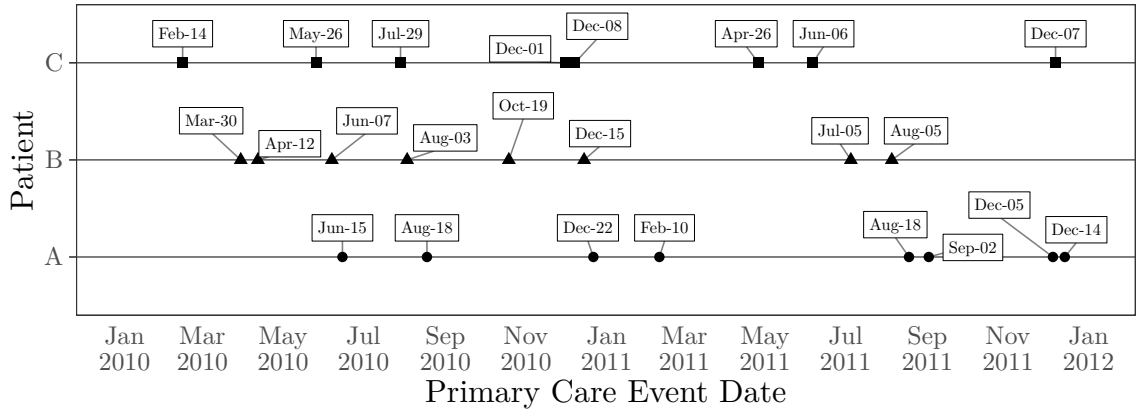 Feb-14
May-26
Jul-29
Dec-01
Dec-08
Apr-26
Jun-06
Dec-07
C
Mar-30
Apr-12
Jun-07
Aug-03
Oct-19
Dec-15
Jul-05
Aug-05
B
Patient
Jun-15
Aug-18
Dec-22
Feb-10
Aug-18
Sep-02
Dec-05
Dec-14
A
Jan Mar May Jul Sep Nov Jan Mar May Jul Sep Nov Jan
2010 2010 2010 2010 2010 2010 2011 2011 2011 2011 2011 2011 2012
Primary Care Event Date